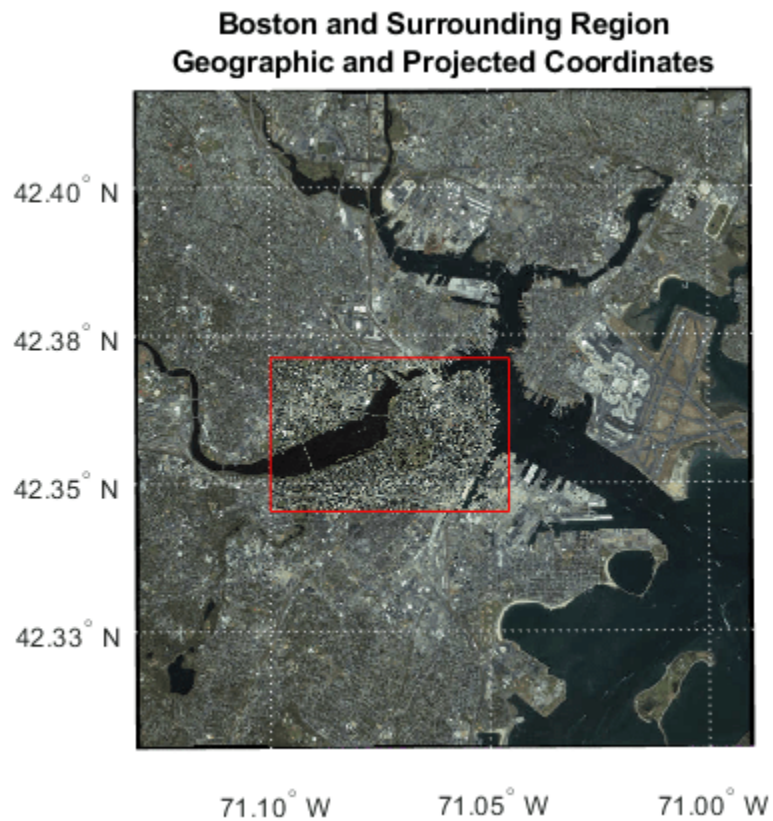 Boston and Surrounding Region
Geographic and Projected Coordinates
42.40° N
42.38° N
42.35° N
42.33° N
71.10° W
71.05° W
71.00° W